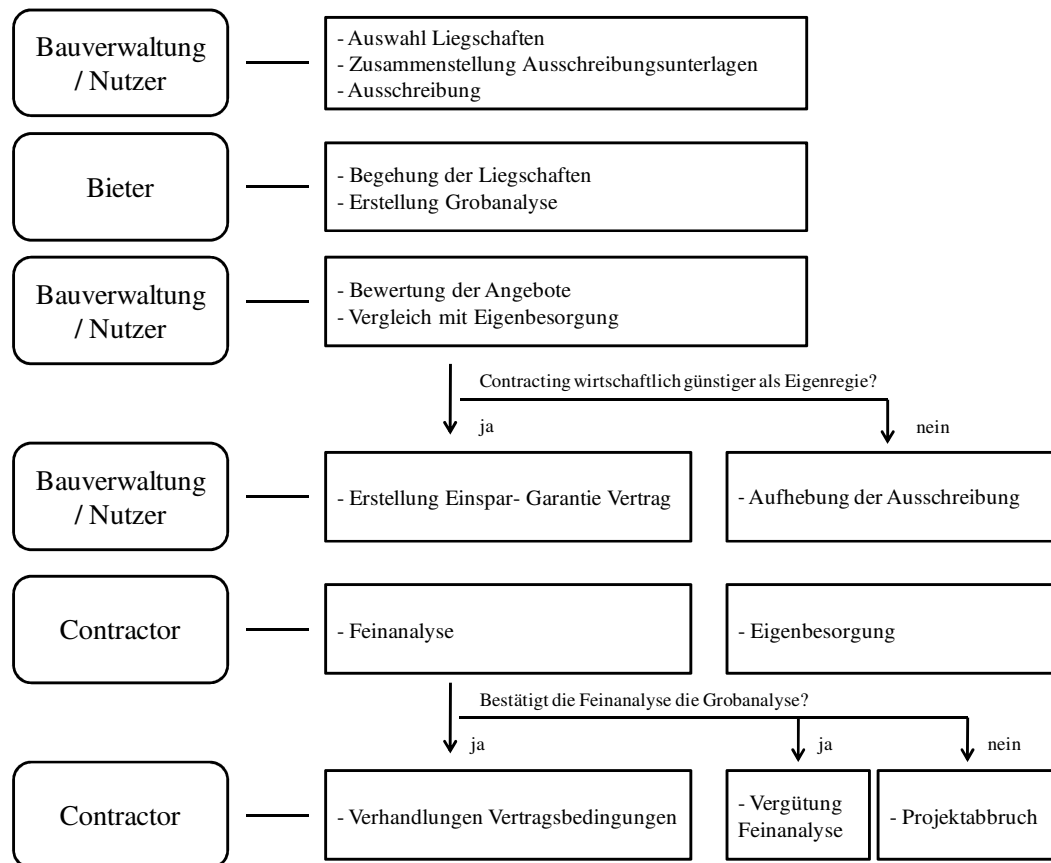 Bauverwaltung
/ Nutzer
- Auswahl Liegschaften
- Zusammenstellung Ausschreibungsunterlagen
- Ausschreibung
Bieter
- Begehung der Liegschaften
- Erstellung Grobanalyse
Bauverwaltung
/ Nutzer
- Bewertung der Angebote
- Vergleich mit Eigenbesorgung
Contracting wirtschaftlich günstiger als Eigenregie?
ja
nein
Bauverwaltung
/ Nutzer
- Erstellung Einspar- Garantie Vertrag
- Aufhebung der Ausschreibung
Contractor
- Feinanalyse
- Eigenbesorgung
Bestätigt die Feinanalyse die Grobanalyse?
ja
ja
nein
Contractor
- Verhandlungen Vertragsbedingungen
- Vergütung
Feinanalyse
- Projektabbruch